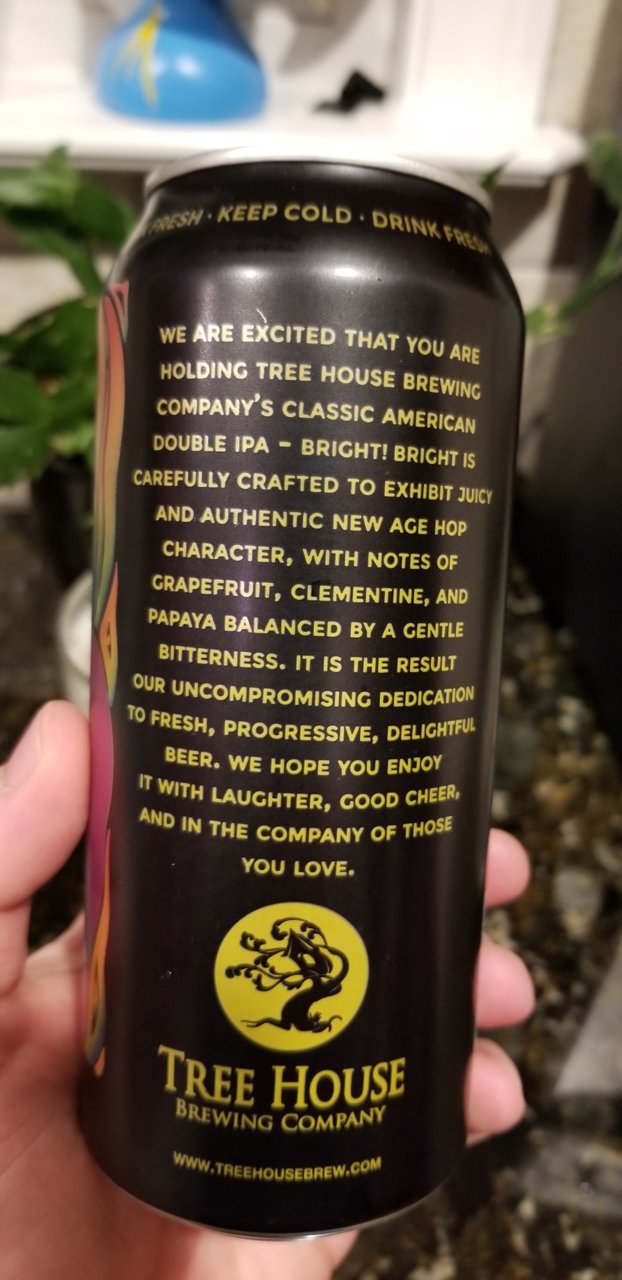 FRESH · KEEP COLD · DRINK FRESH
WE ARE EXCITED THAT YOU ARE
HOLDING TREE HOUSE BREWING
COMPANY'S CLASSIC AMERICAN
DOUBLE IPA - BRIGHT! BRIGHT IS
CAREFULLY CRAFTED TO EXHIBIT JUICY
AND AUTHENTIC NEW AGE HOP
CHARACTER, WITH NOTES OF
GRAPEFRUIT, CLEMENTINE, AND
PAPAYA BALANCED BY A GENTLE
BITTERNESS. IT IS THE RESULT
OUR UNCOMPROMISING DEDICATION
TO FRESH, PROGRESSIVE, DELIGHTFUL
BEER. WE HOPE YOU ENJOY
IT WITH LAUGHTER, GOOD CHEER,
AND IN THE COMPANY OF THOSE
YOU LOVE.
TREE HOUSE
BREWING COMPANY
WWW.TREEHOUSEBREW.COM